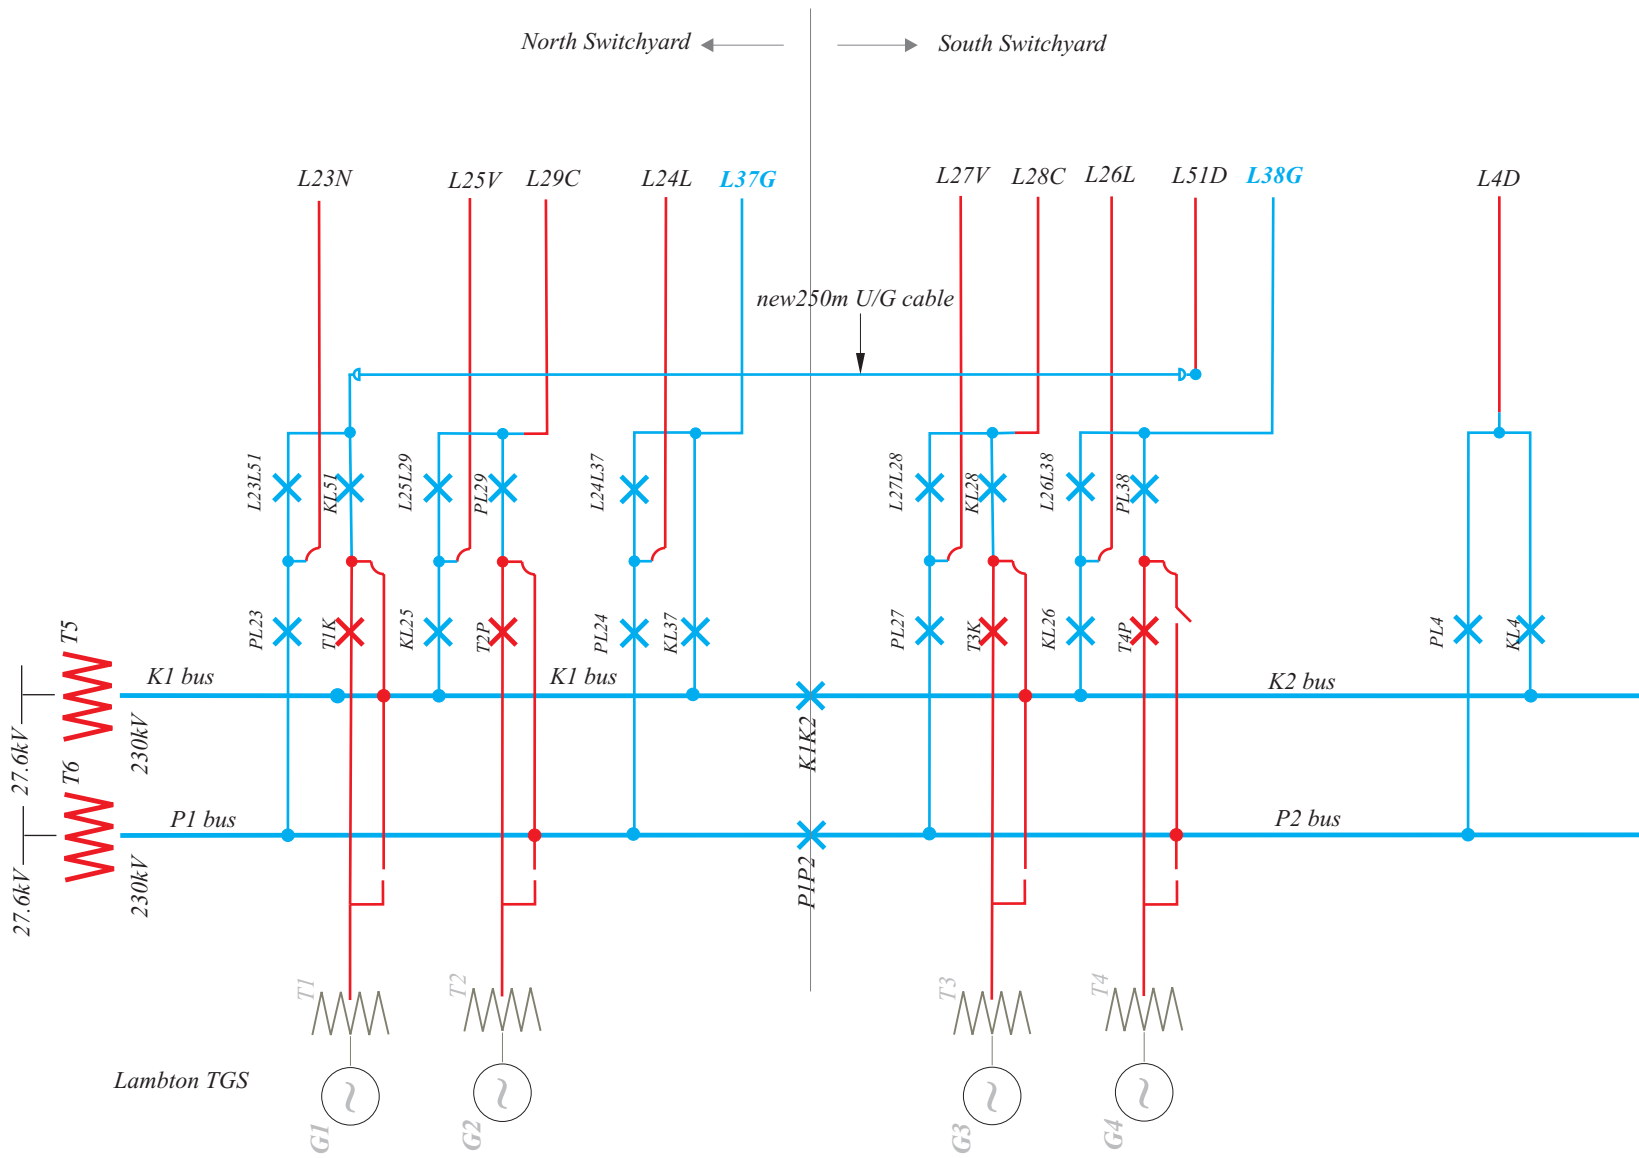 North Switchyard
South Switchyard
L23N
L25V
L29C
L24L
L37G
L27V
L28C
L26L
L51D
L38G
L4D
new250m U/G cable
L23L51
KL51
L25L29
PL29
L24L37
L27L28
KL28
L26L38
PL38
PL23
T1K
KL25
T2P
PL24
KL37
PL27
T3K
KL26
T4P
PL4
KL4
T5
27.6kV
230kV
K1 bus
K1 bus
K1K2
K2 bus
T6
27.6kV
230kV
P1 bus
P1P2
P2 bus
T1
T2
T3
T4
Lambton TGS
G1
G2
G3
G4